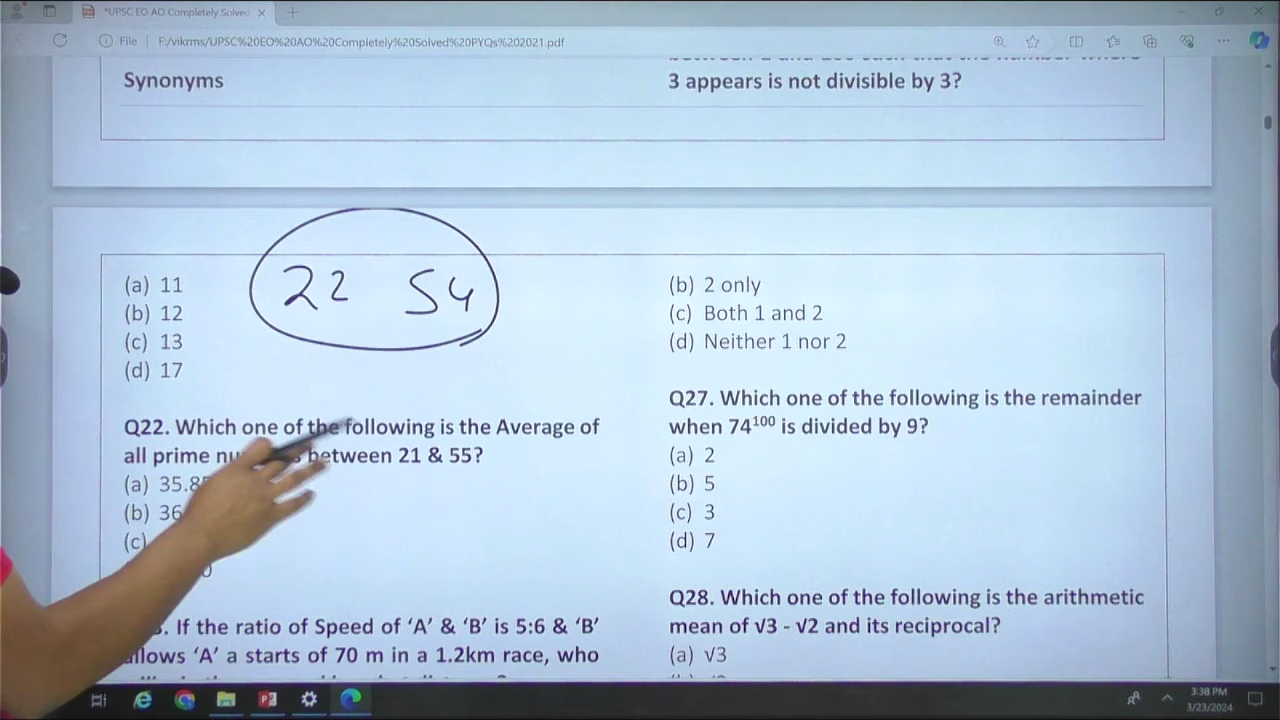 *UPSC EO AO Completely Solved
File F:/vikrms/UPSC%20EO%20AO%20Completely%20Solved%20PYQs%202021.pdf
Synonyms
3 appears is not divisible by 3?
22 54
(a) 11
(b) 12
(c) 13
(d) 17
Q22. Which one of the following is the Average of
all prime between 21 & 55?
(a) 35.8
(b) 36
(c)
. If the ratio of Speed of ‘A’ & ‘B’ is 5:6 & ‘B’
allows ‘A’ a starts of 70 m in a 1.2km race, who
(b) 2 only
(c) Both 1 and 2
(d) Neither 1 nor 2
Q27. Which one of the following is the remainder
when 74¹⁰⁰ is divided by 9?
(a) 2
(b) 5
(c) 3
(d) 7
Q28. Which one of the following is the arithmetic
mean of √3 - √2 and its reciprocal?
(a) √3
3:38 PM
3/23/2024